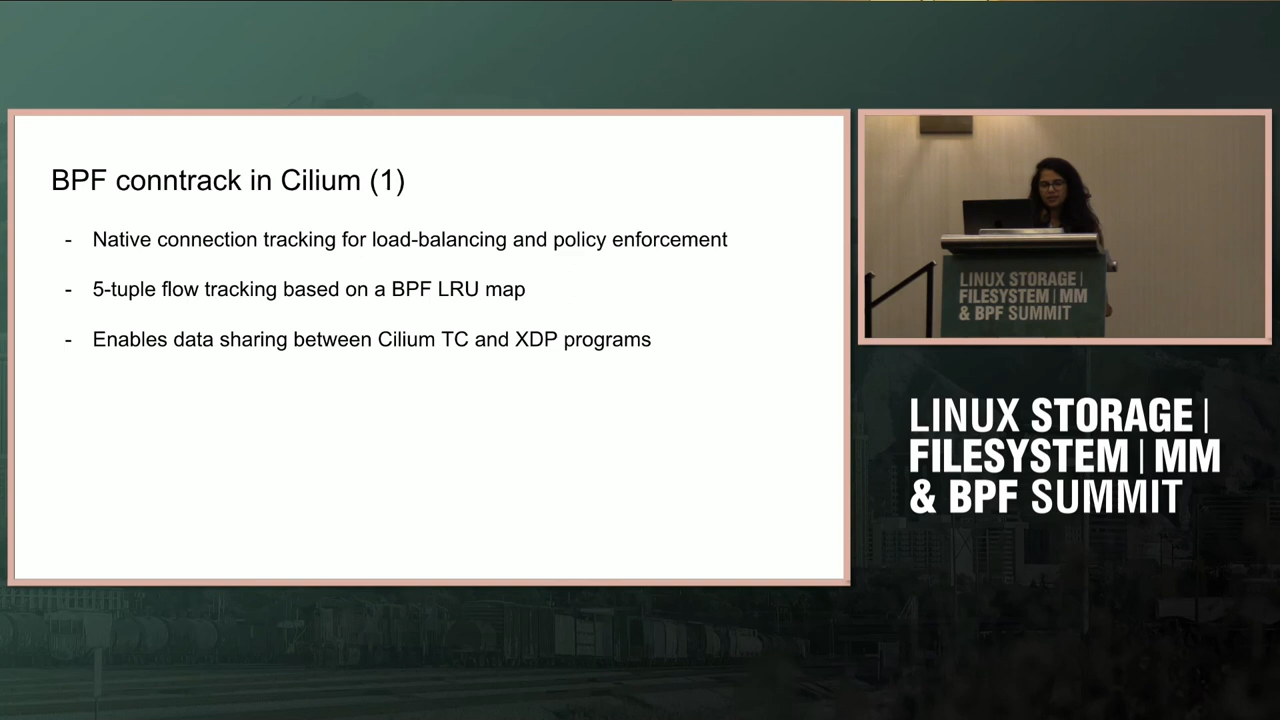 BPF conntrack in Cilium (1)
- Native connection tracking for load-balancing and policy enforcement
- 5-tuple flow tracking based on a BPF LRU map
- Enables data sharing between Cilium TC and XDP programs
LINUX STORAGE |
FILESYSTEM | MM
& BPF SUMMIT
LINUX STORAGE |
FILESYSTEM | MM
& BPF SUMMIT